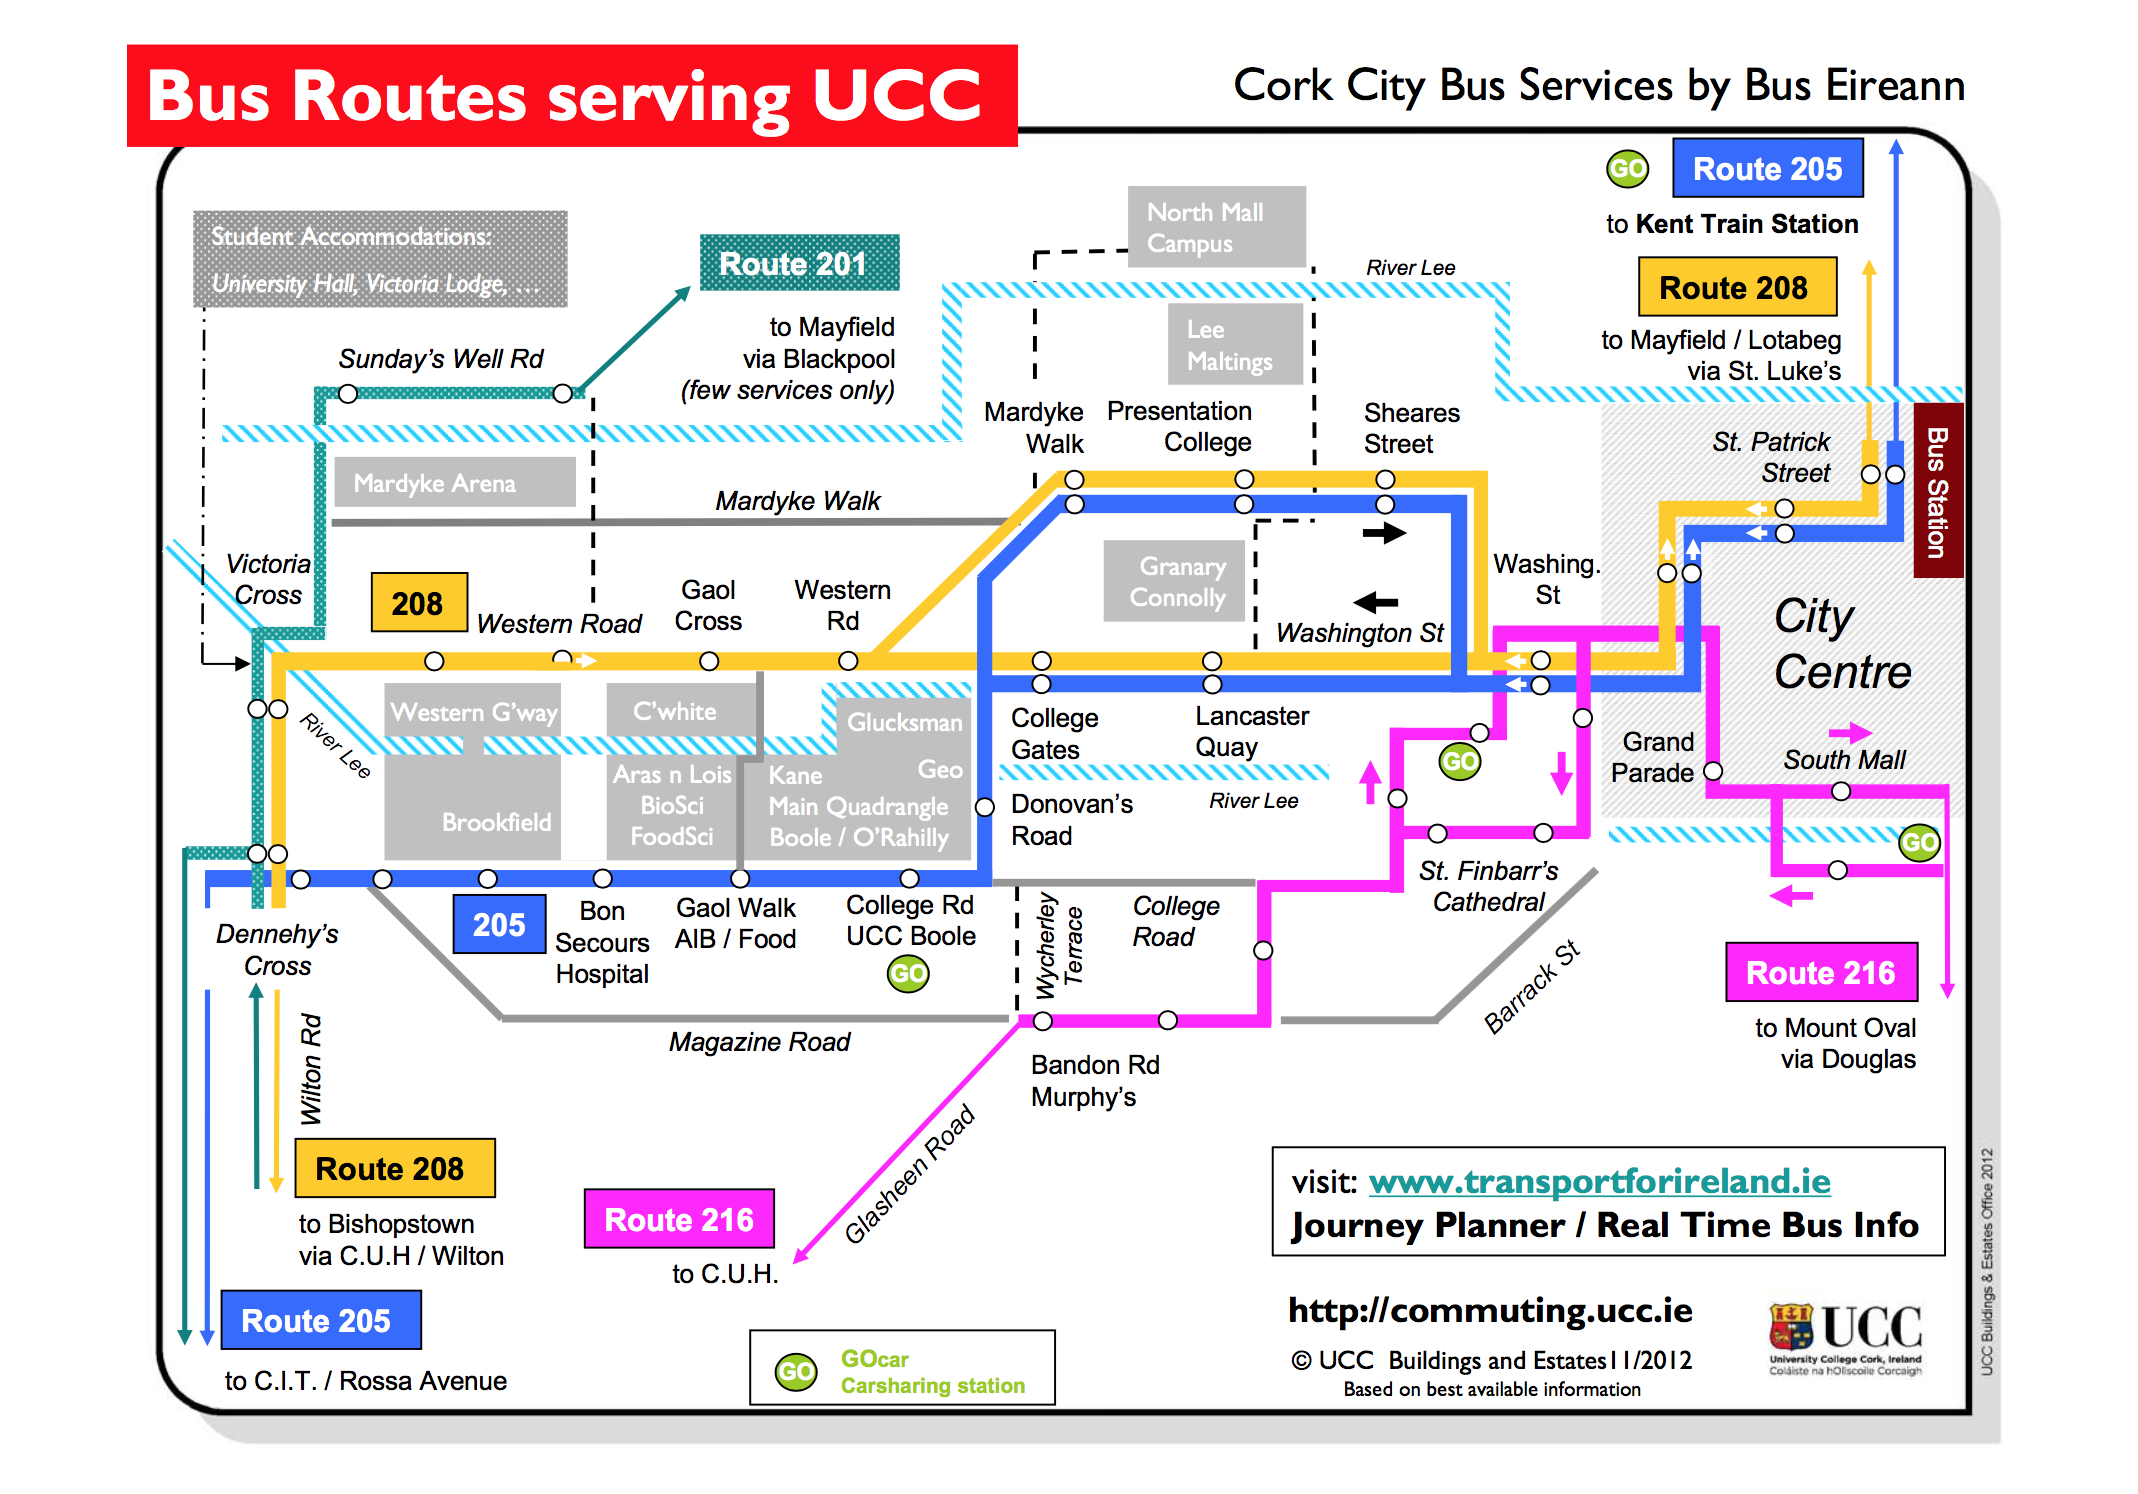 Bus Routes serving UCC
Cork City Bus Services by Bus Eireann
GO
Route 205
to Kent Train Station
Route 208
to Mayfield / Lotabeg
via St. Luke's
Student Accommodations:
University Hall, Victoria Lodge, …
Route 201
to Mayfield
via Blackpool
(few services only)
North Mall
Campus
River Lee
Lee
Maltings
Sunday's Well Rd
Mardyke
Walk
Presentation
College
Sheares
Street
St. Patrick
Street
Bus Station
Mardyke Arena
Mardyke Walk
Victoria
Cross
208
Western Road
Gaol
Cross
Western
Rd
Granary
Connolly
Washington St
Washing.
St
City
Centre
River Lee
Western G'way
C'white
Glucksman
Geo
Aras n Lois
BioSci
FoodSci
Kane
Main Quadrangle
Boole / O'Rahilly
Brookfield
College
Gates
Lancaster
Quay
River Lee
Donovan's
Road
GO
Grand
Parade
South Mall
GO
St. Finbarr's
Cathedral
Dennehy's
Cross
205
Bon
Secours
Hospital
Gaol Walk
AIB / Food
College Rd
UCC Boole
GO
Wycherley
Terrace
College
Road
Barrack St
Route 216
to Mount Oval
via Douglas
Magazine Road
Bandon Rd
Murphy's
Wilton Rd
Glasheen Road
Route 208
to Bishopstown
via C.U.H / Wilton
Route 216
to C.U.H.
Route 205
to C.I.T. / Rossa Avenue
GO
GOcar
Carsharing station
visit: www.transportforireland.ie
Journey Planner / Real Time Bus Info
http://commuting.ucc.ie
© UCC Buildings and Estates11/2012
Based on best available information
UCC
University College Cork, Ireland
Coláiste na hOllscoile Corcaigh
UCC Buildings & Estates Office 2012